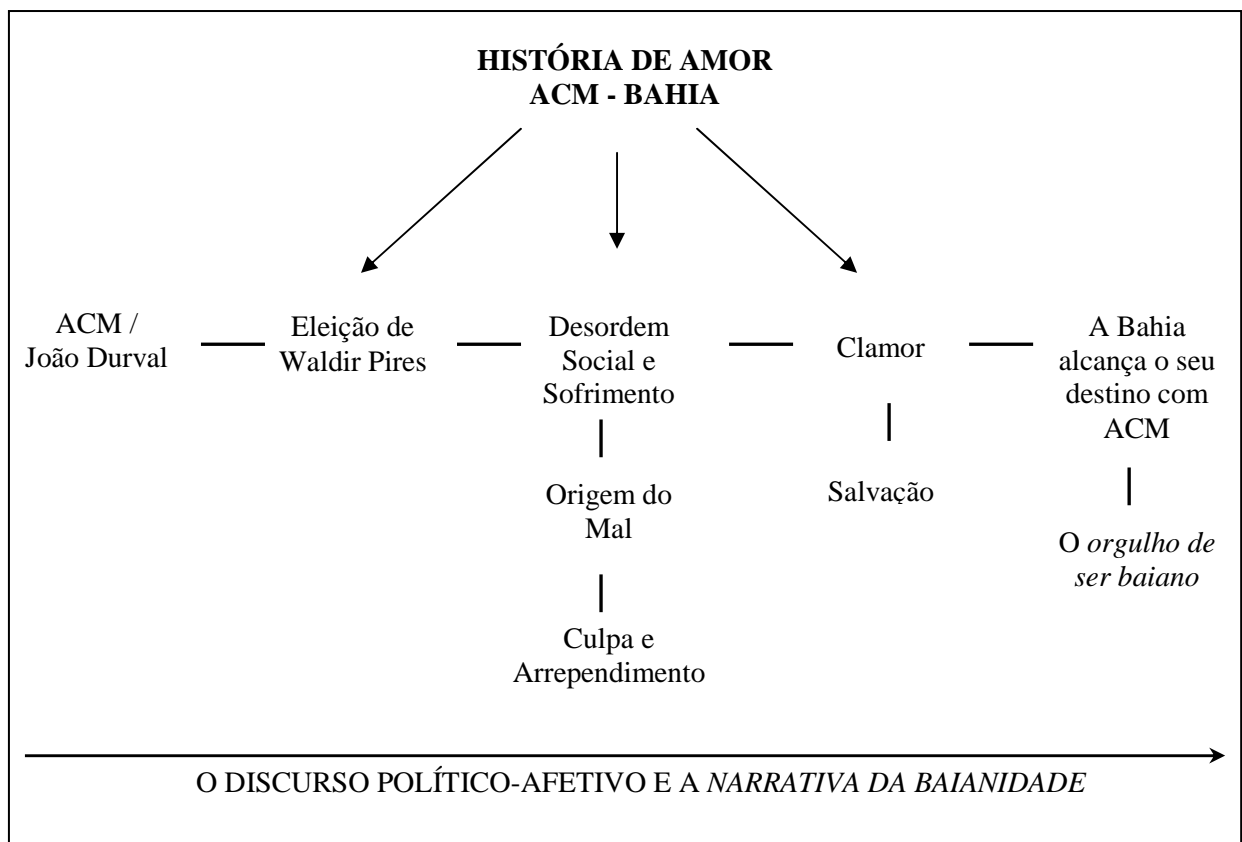 HISTÓRIA DE AMOR
ACM - BAHIA
ACM /
João Durval
Eleição de
Waldir Pires
Desordem
Social e
Sofrimento
Origem do
Mal
Culpa e
Arrependimento
Clamor
Salvação
A Bahia
alcança o seu
destino com
ACM
O orgulho de
ser baiano
O DISCURSO POLÍTICO-AFETIVO E A NARRATIVA DA BAIANIDADE